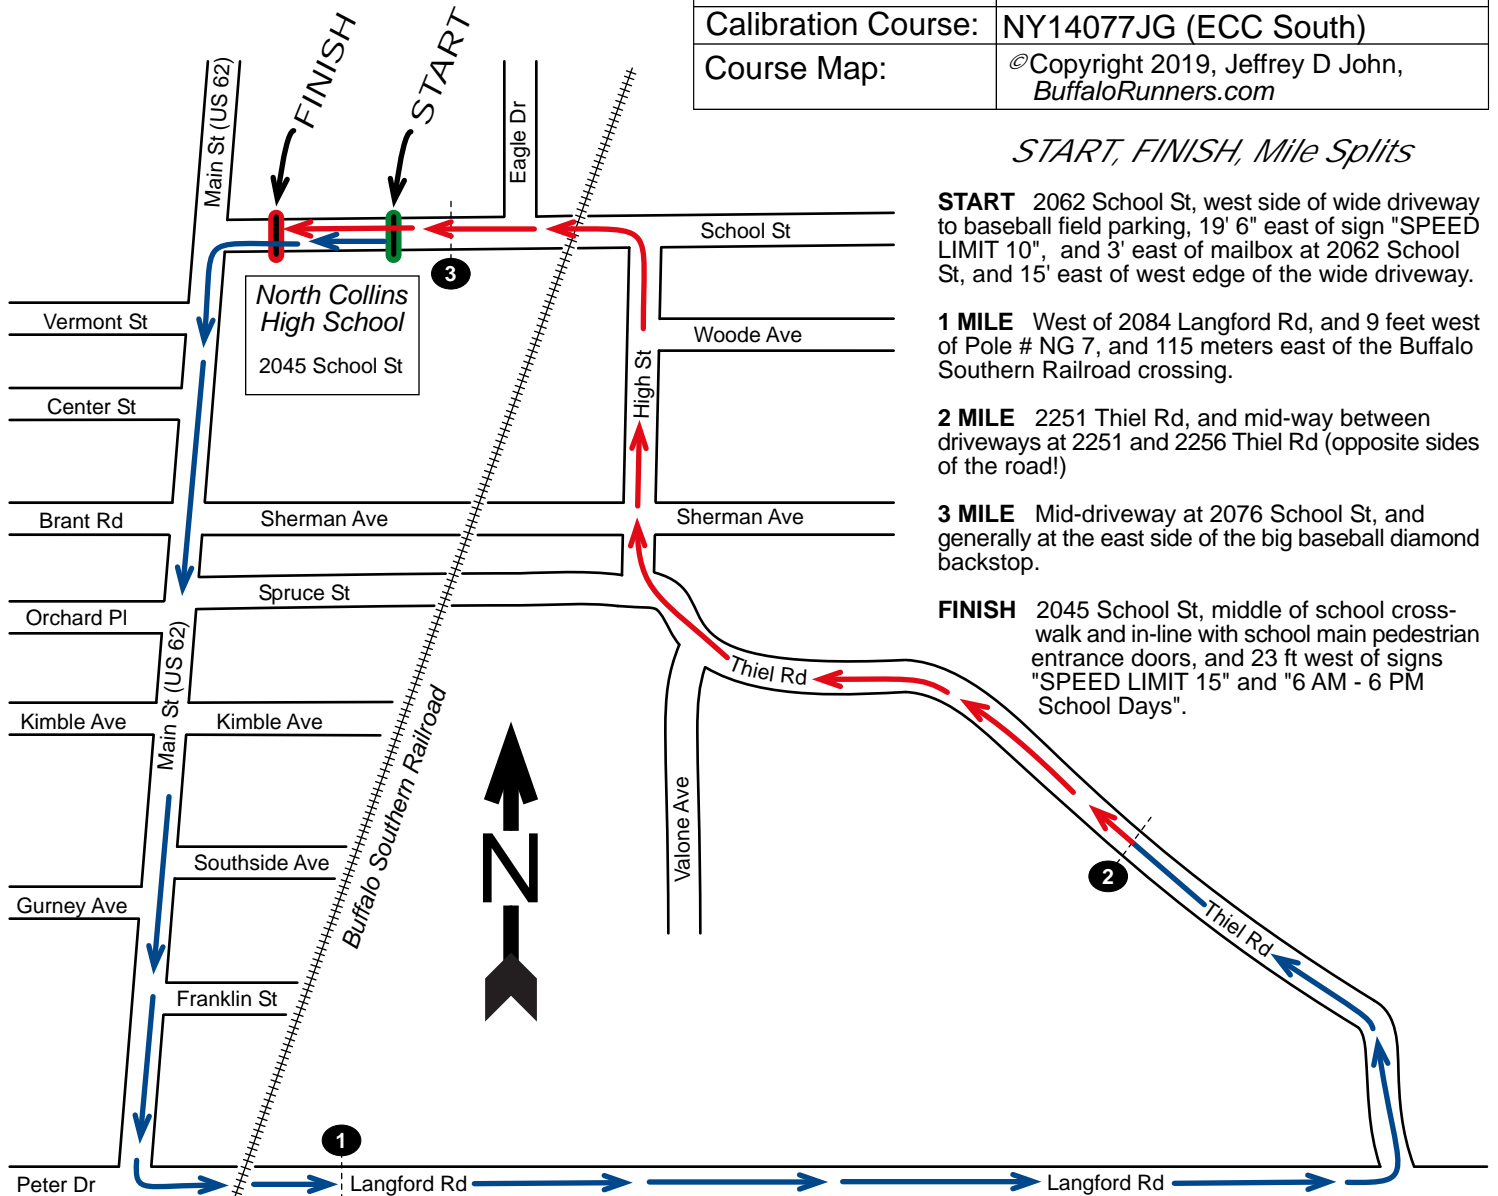 Calibration Course: NY14077JG (ECC South)
Course Map: ©Copyright 2019, Jeffrey D John,
BuffaloRunners.com
START, FINISH, Mile Splits
START 2062 School St, west side of wide driveway
to baseball field parking, 19' 6" east of sign "SPEED
LIMIT 10", and 3' east of mailbox at 2062 School
St, and 15' east of west edge of the wide driveway.
1 MILE West of 2084 Langford Rd, and 9 feet west
of Pole # NG 7, and 115 meters east of the Buffalo
Southern Railroad crossing.
2 MILE 2251 Thiel Rd, and mid-way between
driveways at 2251 and 2256 Thiel Rd (opposite sides
of the road!)
3 MILE Mid-driveway at 2076 School St, and
generally at the east side of the big baseball diamond
backstop.
FINISH 2045 School St, middle of school cross-
walk and in-line with school main pedestrian
entrance doors, and 23 ft west of signs
"SPEED LIMIT 15" and "6 AM - 6 PM
School Days".
FINISH
START
Main St (US 62)
Eagle Dr
School St
3
North Collins
High School
2045 School St
Vermont St
Woode Ave
Center St
High St
Brant Rd
Sherman Ave
Sherman Ave
Spruce St
Orchard Pl
Main St (US 62)
Thiel Rd
Kimble Ave
Kimble Ave
Buffalo Southern Railroad
Valone Ave
N
Southside Ave
2
Gurney Ave
Thiel Rd
Franklin St
1
Peter Dr
Langford Rd
Langford Rd